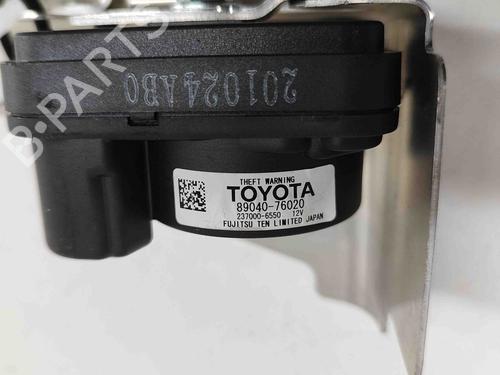 201024AB0
THEFT WARNING
TOYOTA
89040-76020
237000-6550 12V
FUJITSU TEN LIMITED JAPAN
B-PARTS